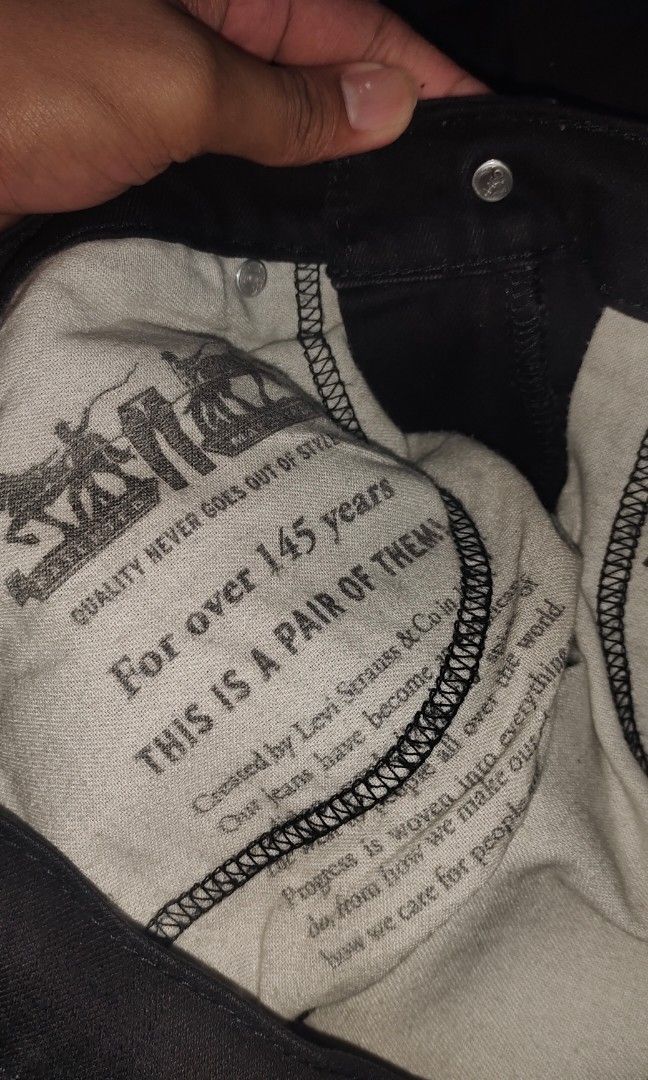 QUALITY NEVER GOES OUT OF STYLE
For over 145 years
THIS IS A PAIR OF THEM!
Created by Levi Strauss & Co in
Our jeans have become
people all over the world.
Progress is woven into everything
do, from how we make our
how we care for people